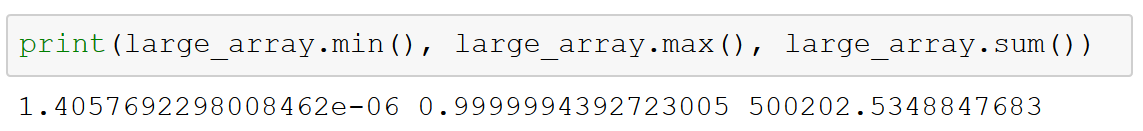 print(large_array.min(), large_array.max(), large_array.sum())
1.4057692298008462e-06 0.9999994392723005 500202.5348847683